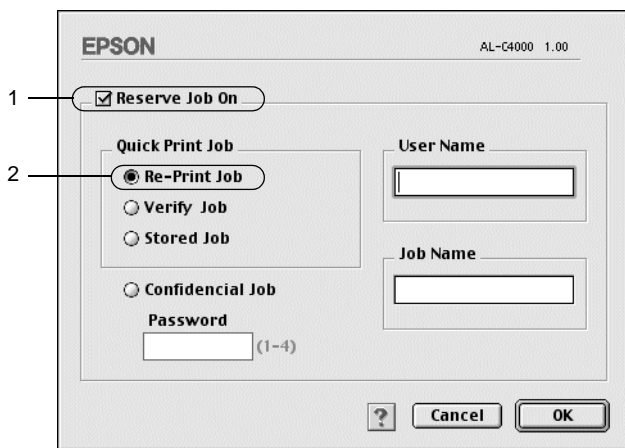 EPSON
AL-C4000 1.00
1
Reserve Job On
Quick Print Job
2
Re-Print Job
Verify Job
Stored Job
Confidencial Job
Password
(1-4)
User Name
Job Name
?
Cancel
OK